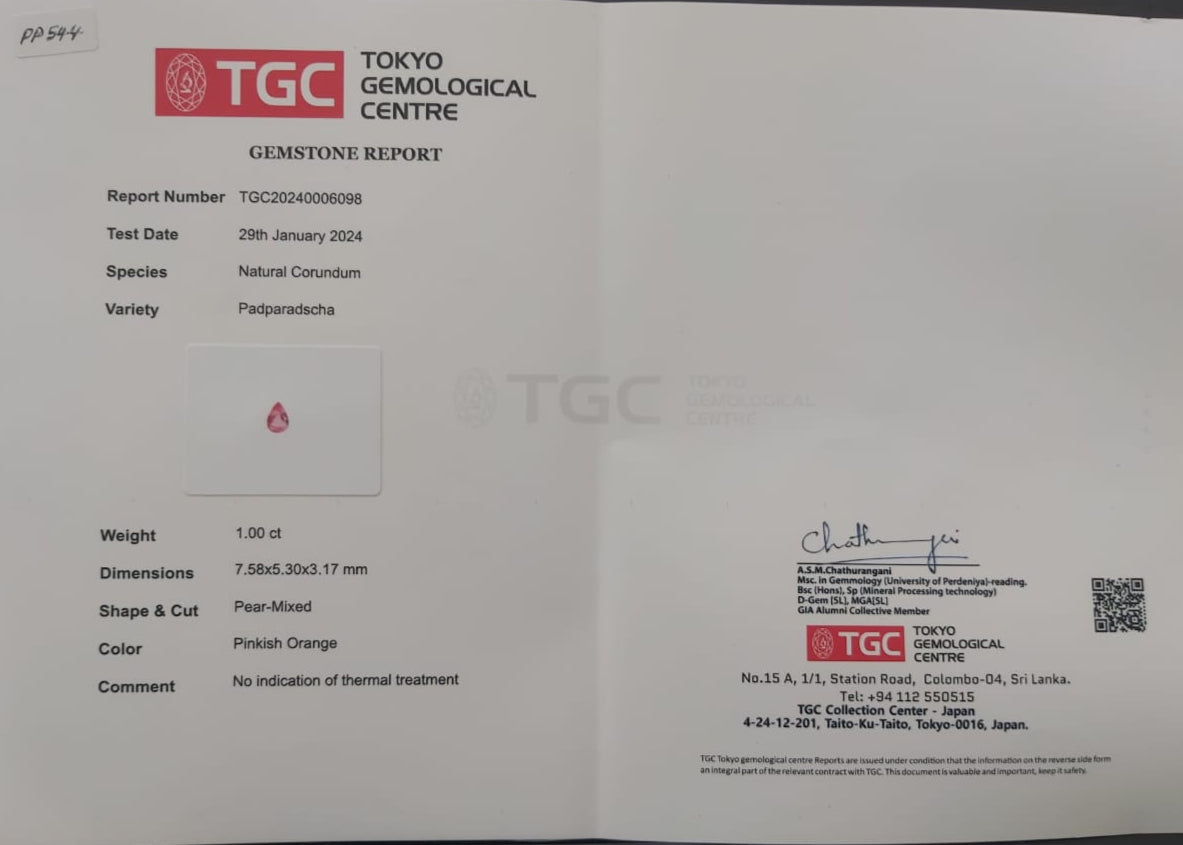 PP 544
TGC
TOKYO
GEMOLOGICAL
CENTRE
GEMSTONE REPORT
Report Number TGC20240006098
Test Date 29th January 2024
Species Natural Corundum
Variety Padparadscha
TGC
TOKYO
GEMOLOGICAL
CENTRE
Weight 1.00 ct
Dimensions 7.58x5.30x3.17 mm
Shape & Cut Pear-Mixed
Color Pinkish Orange
Comment No indication of thermal treatment
A.S.M.Chathurangani
Msc. in Gemmology (University of Perdeniya)-reading.
Bsc (Hons), Sp (Mineral Processing technology)
D-Gem [SL], MGA[SL]
GIA Alumni Collective Member
TGC
TOKYO
GEMOLOGICAL
CENTRE
No.15 A, 1/1, Station Road, Colombo-04, Sri Lanka.
Tel: +94 112 550515
TGC Collection Center - Japan
4-24-12-201, Taito-Ku-Taito, Tokyo-0016, Japan.
TGC Tokyo gemological centre Reports are issued under condition that the information on the reverse side form
an integral part of the relevant contract with TGC. This document is valuable and important, keep it safety.